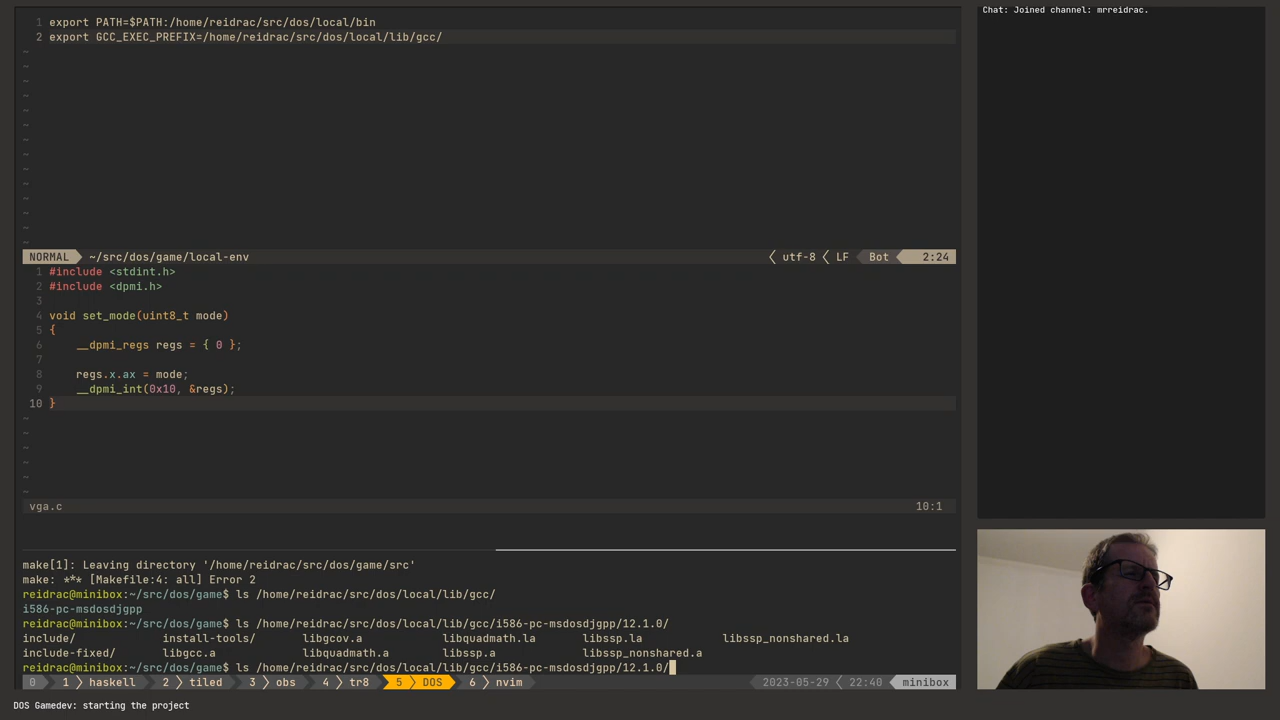 1 export PATH=$PATH:/home/reidrac/src/dos/local/bin
2 export GCC_EXEC_PREFIX=/home/reidrac/src/dos/local/lib/gcc/
~
~
~
~
~
~
~
~
~
~
~
~
~
~
NORMAL ~/src/dos/game/local-env utf-8 LF Bot 2:24
1 #include <stdint.h>
2 #include <dpmi.h>
3
4 void set_mode(uint8_t mode)
5 {
6     __dpmi_regs regs = { 0 };
7
8     regs.x.ax = mode;
9     __dpmi_int(0x10, &regs);
10 }
~
~
~
~
~
~
vga.c 10:1
make[1]: Leaving directory '/home/reidrac/src/dos/game/src'
make: *** [Makefile:4: all] Error 2
reidrac@minibox:~/src/dos/game$ ls /home/reidrac/src/dos/local/lib/gcc/
i586-pc-msdosdjgpp
reidrac@minibox:~/src/dos/game$ ls /home/reidrac/src/dos/local/lib/gcc/i586-pc-msdosdjgpp/12.1.0/
include/ install-tools/ libgcov.a libquadmath.la libssp.la libssp_nonshared.la
include-fixed/ libgcc.a libquadmath.a libssp.a libssp_nonshared.a
reidrac@minibox:~/src/dos/game$ ls /home/reidrac/src/dos/local/lib/gcc/i586-pc-msdosdjgpp/12.1.0/
0 1 haskell 2 tiled 3 obs 4 tr8 5 DOS 6 nvim 2023-05-29 22:40 minibox
Chat: Joined channel: mrreidrac.
DOS Gamedev: starting the project